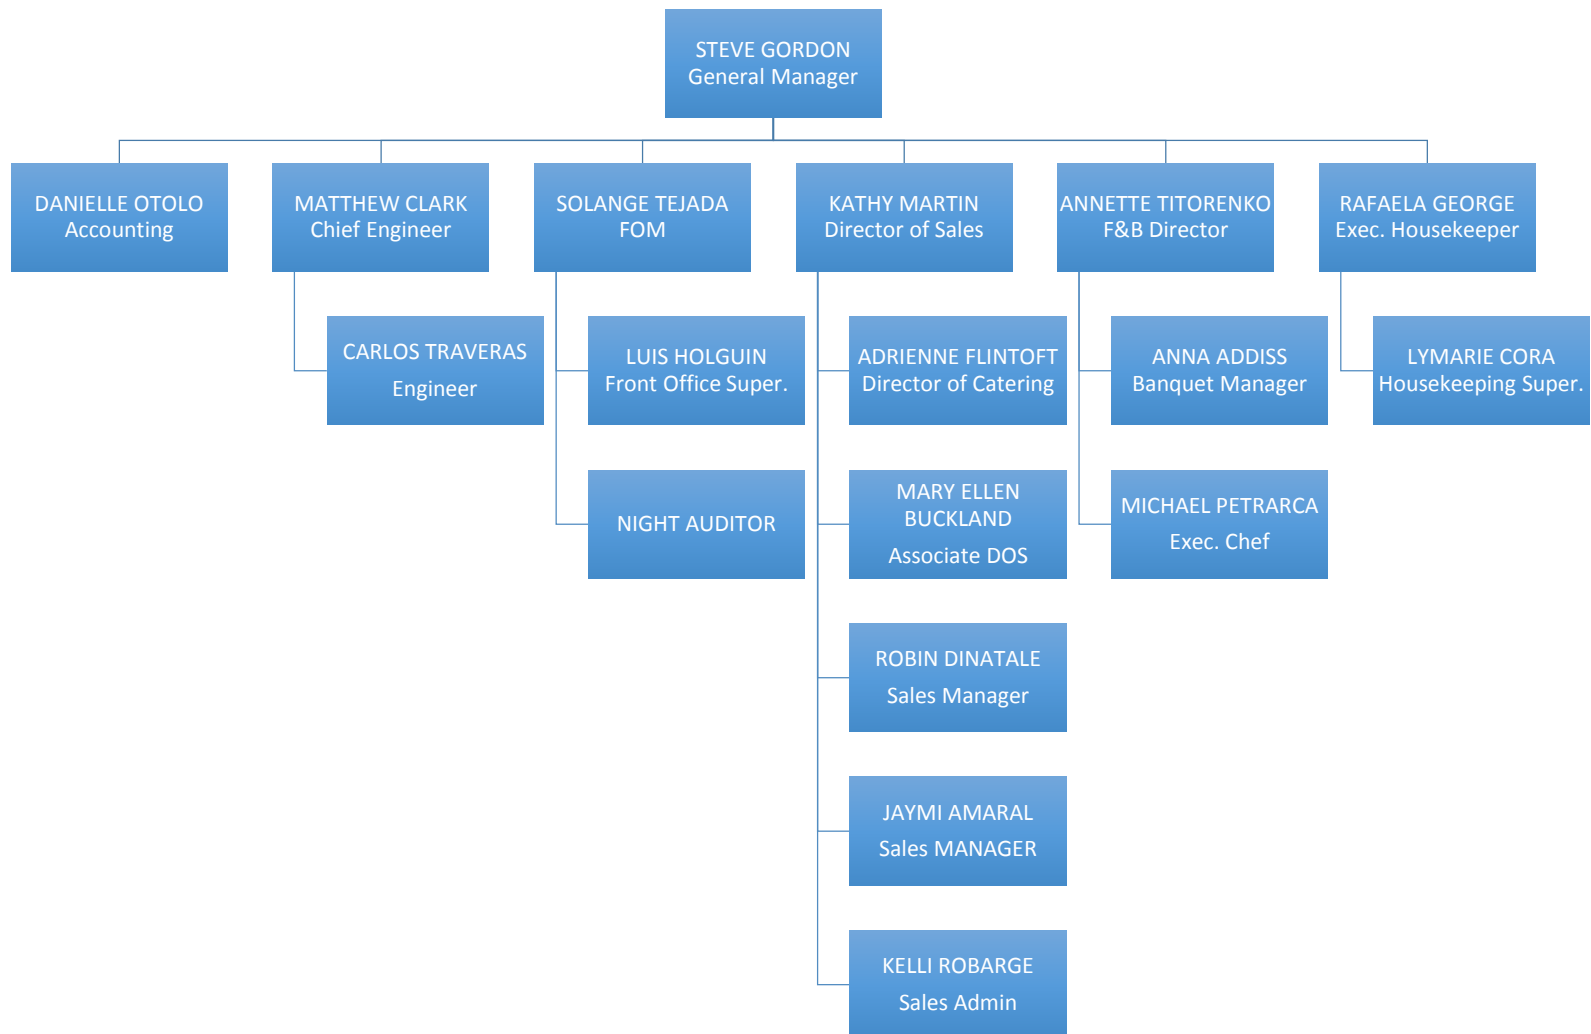 STEVE GORDON
General Manager
DANIELLE OTOLO
Accounting
MATTHEW CLARK
Chief Engineer
SOLANGE TEJADA
FOM
KATHY MARTIN
Director of Sales
ANNETTE TITORENKO
F&B Director
RAFAELA GEORGE
Exec. Housekeeper
CARLOS TRAVERAS
Engineer
LUIS HOLGUIN
Front Office Super.
ADRIENNE FLINTOFT
Director of Catering
ANNA ADDISS
Banquet Manager
LYMARIE CORA
Housekeeping Super.
NIGHT AUDITOR
MARY ELLEN
BUCKLAND
Associate DOS
MICHAEL PETRARCA
Exec. Chef
ROBIN DINATALE
Sales Manager
JAYMI AMARAL
Sales MANAGER
KELLI ROBARGE
Sales Admin